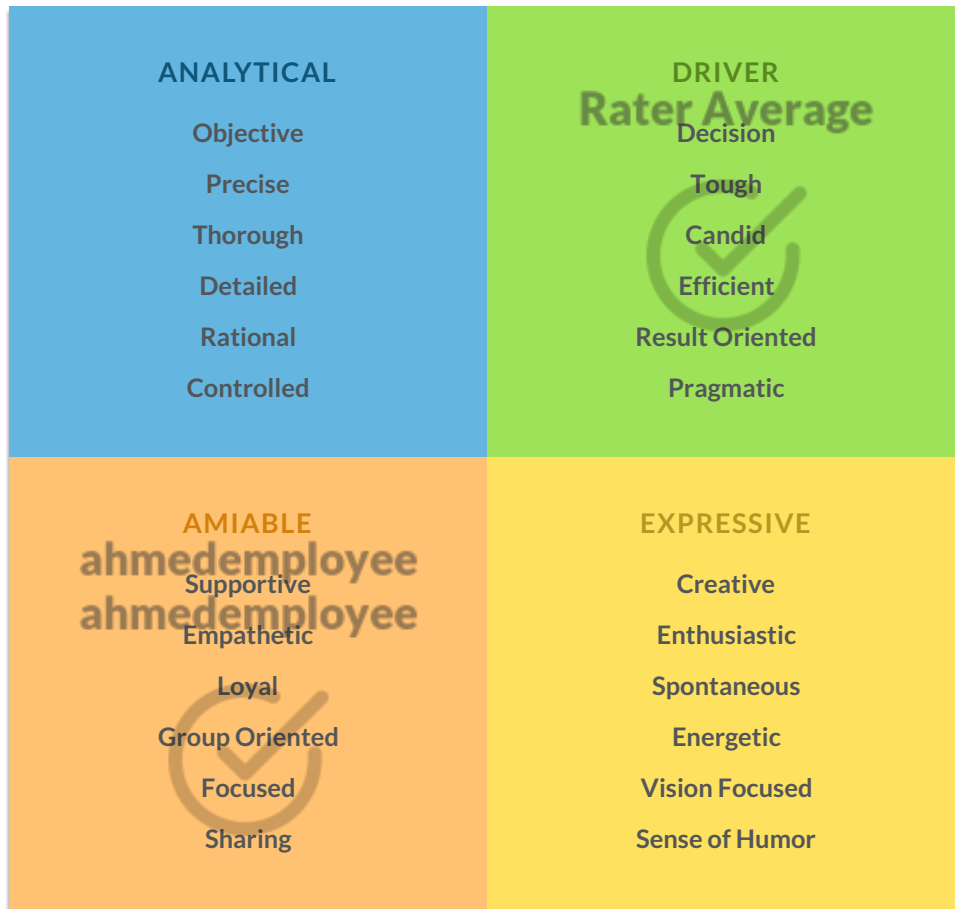 ANALYTICAL
Objective
Precise
Thorough
Detailed
Rational
Controlled
DRIVER
Rater Average
Decision
Tough
Candid
Efficient
Result Oriented
Pragmatic
AMIABLE
ahmedemployee
Supportive
ahmedemployee
Empathetic
Loyal
Group Oriented
Focused
Sharing
EXPRESSIVE
Creative
Enthusiastic
Spontaneous
Energetic
Vision Focused
Sense of Humor